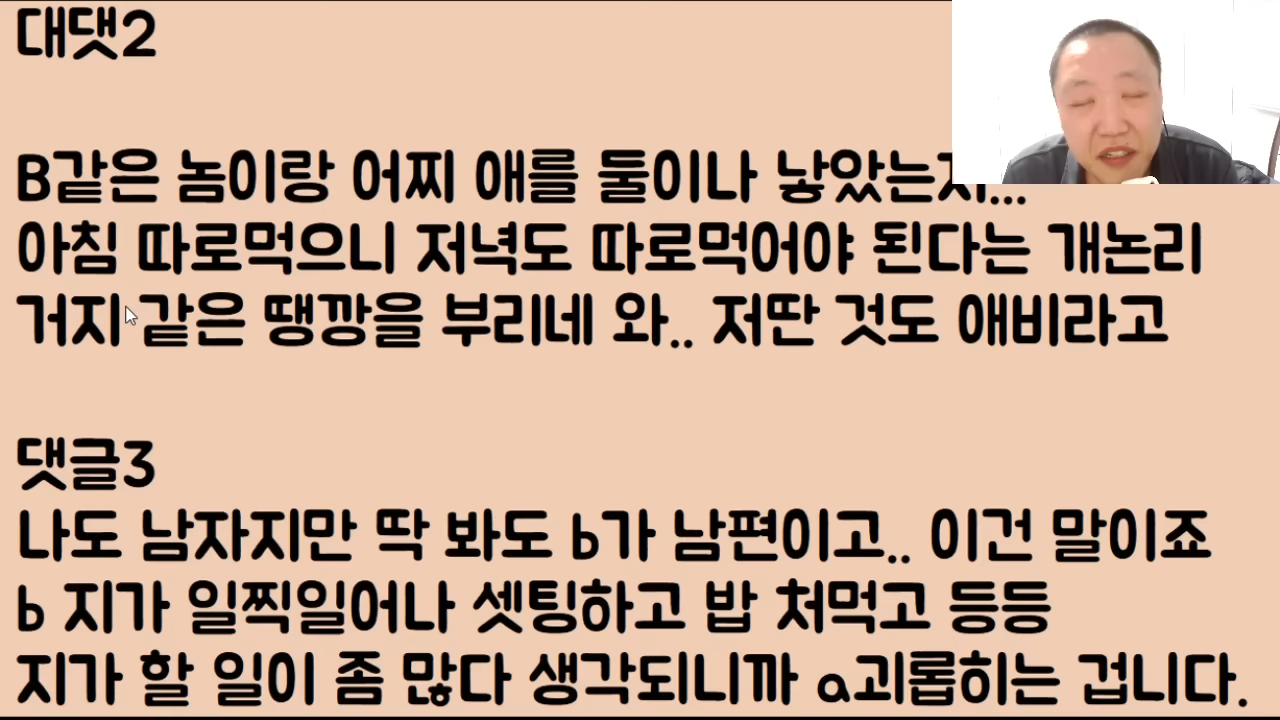 대댓2
B같은 놈이랑 어찌 애를 둘이나 낳았는지...
아침 따로먹으니 저녁도 따로먹어야 된다는 개논리
거지 같은 땡깡을 부리네 와.. 저딴 것도 애비라고
댓글3
나도 남자지만 딱 봐도 b가 남편이고.. 이건 말이죠
b 지가 일찍일어나 셋팅하고 밥 처먹고 등등
지가 할 일이 좀 많다 생각되니까 a괴롭히는 겁니다.